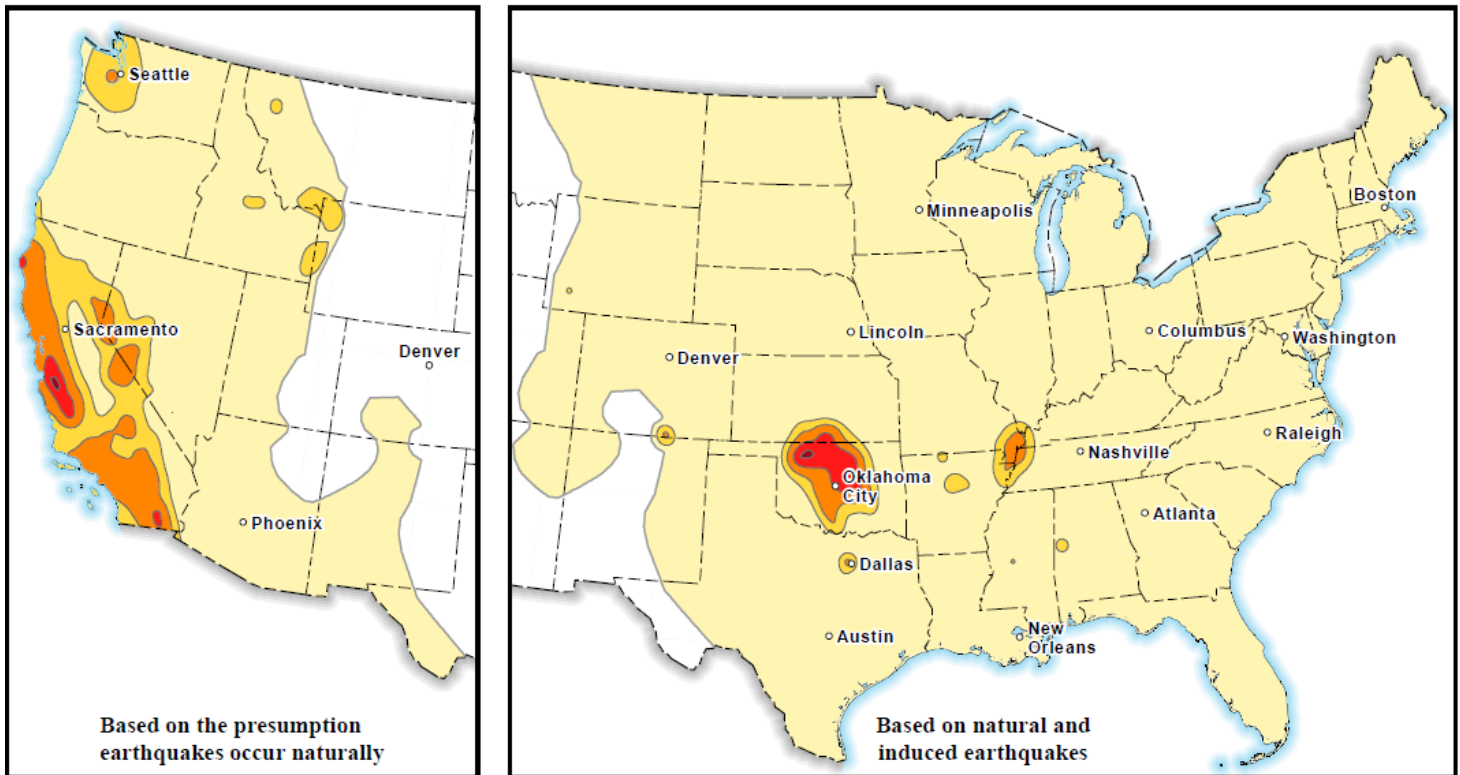 Seattle
Sacramento
Denver
Phoenix
Based on the presumption
earthquakes occur naturally
Minneapolis
Boston
Lincoln
Columbus
Washington
Denver
Raleigh
Nashville
Oklahoma
City
Atlanta
Dallas
Austin
New
Orleans
Based on natural and
induced earthquakes